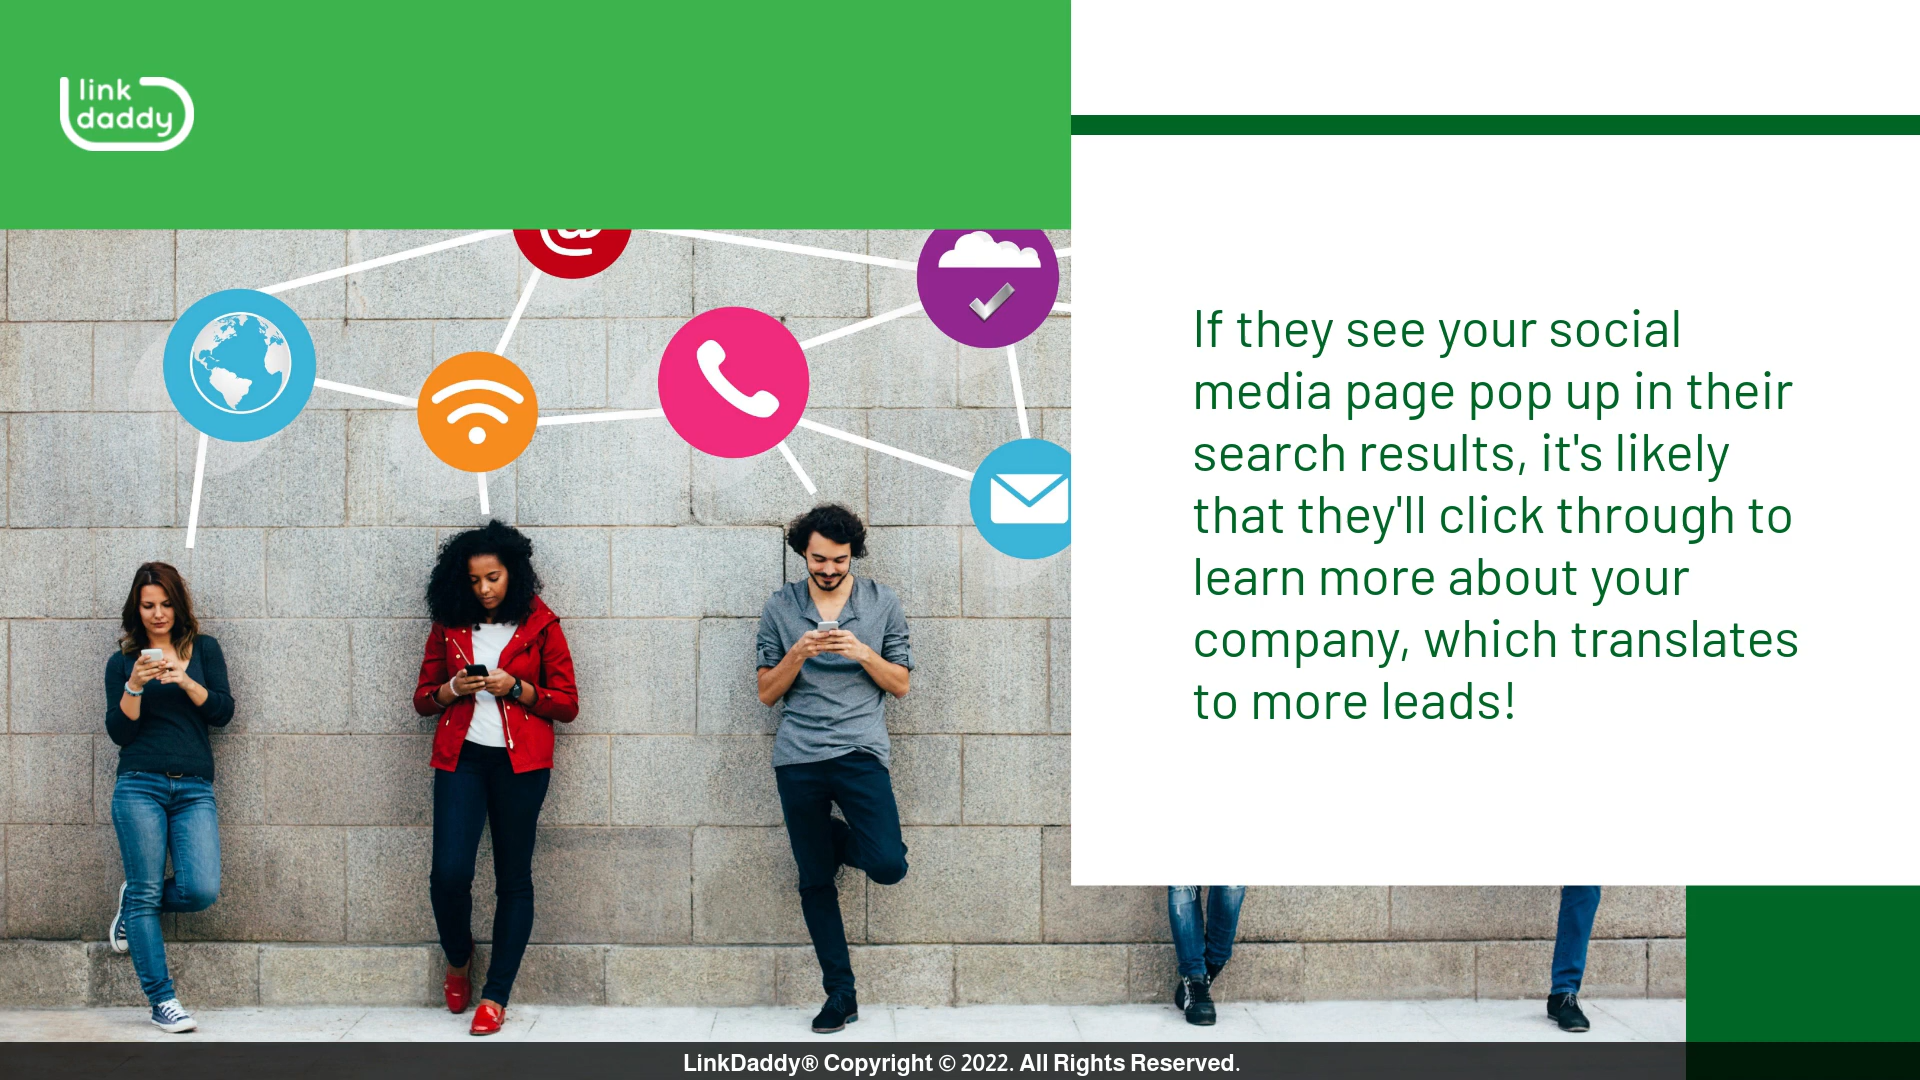 link
daddy
@
If they see your social
media page pop up in their
search results, it's likely
that they'll click through to
learn more about your
company, which translates
to more leads!
LinkDaddy® Copyright © 2022. All Rights Reserved.